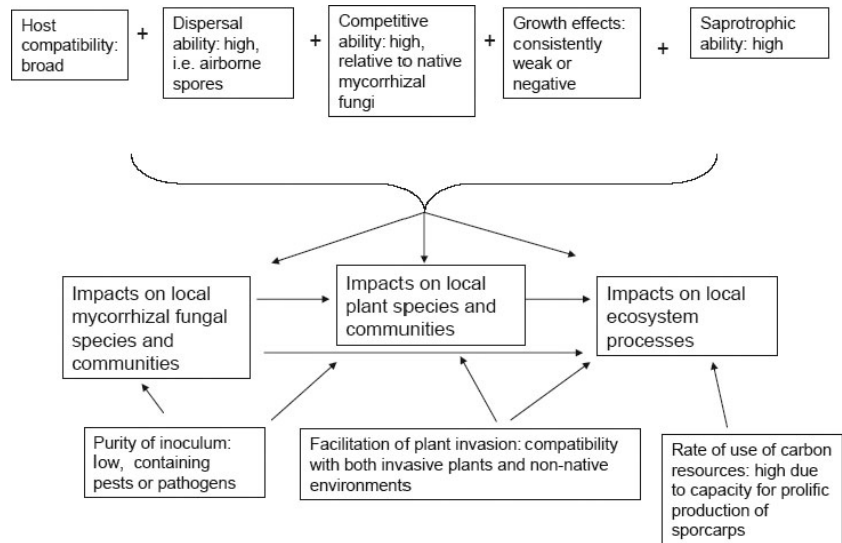 Host
compatibility:
broad
+
Dispersal
ability: high,
i.e. airborne
spores
+
Competitive
ability: high,
relative to native
mycorrhizal
fungi
+
Growth effects:
consistently
weak or
negative
+
Saprotrophic
ability: high
Impacts on local
mycorrhizal fungal
species and
communities
Impacts on local
plant species and
communities
Impacts on local
ecosystem
processes
Purity of inoculum:
low, containing
pests or pathogens
Facilitation of plant invasion: compatibility
with both invasive plants and non-native
environments
Rate of use of carbon
resources: high due
to capacity for prolific
production of
sporcarps